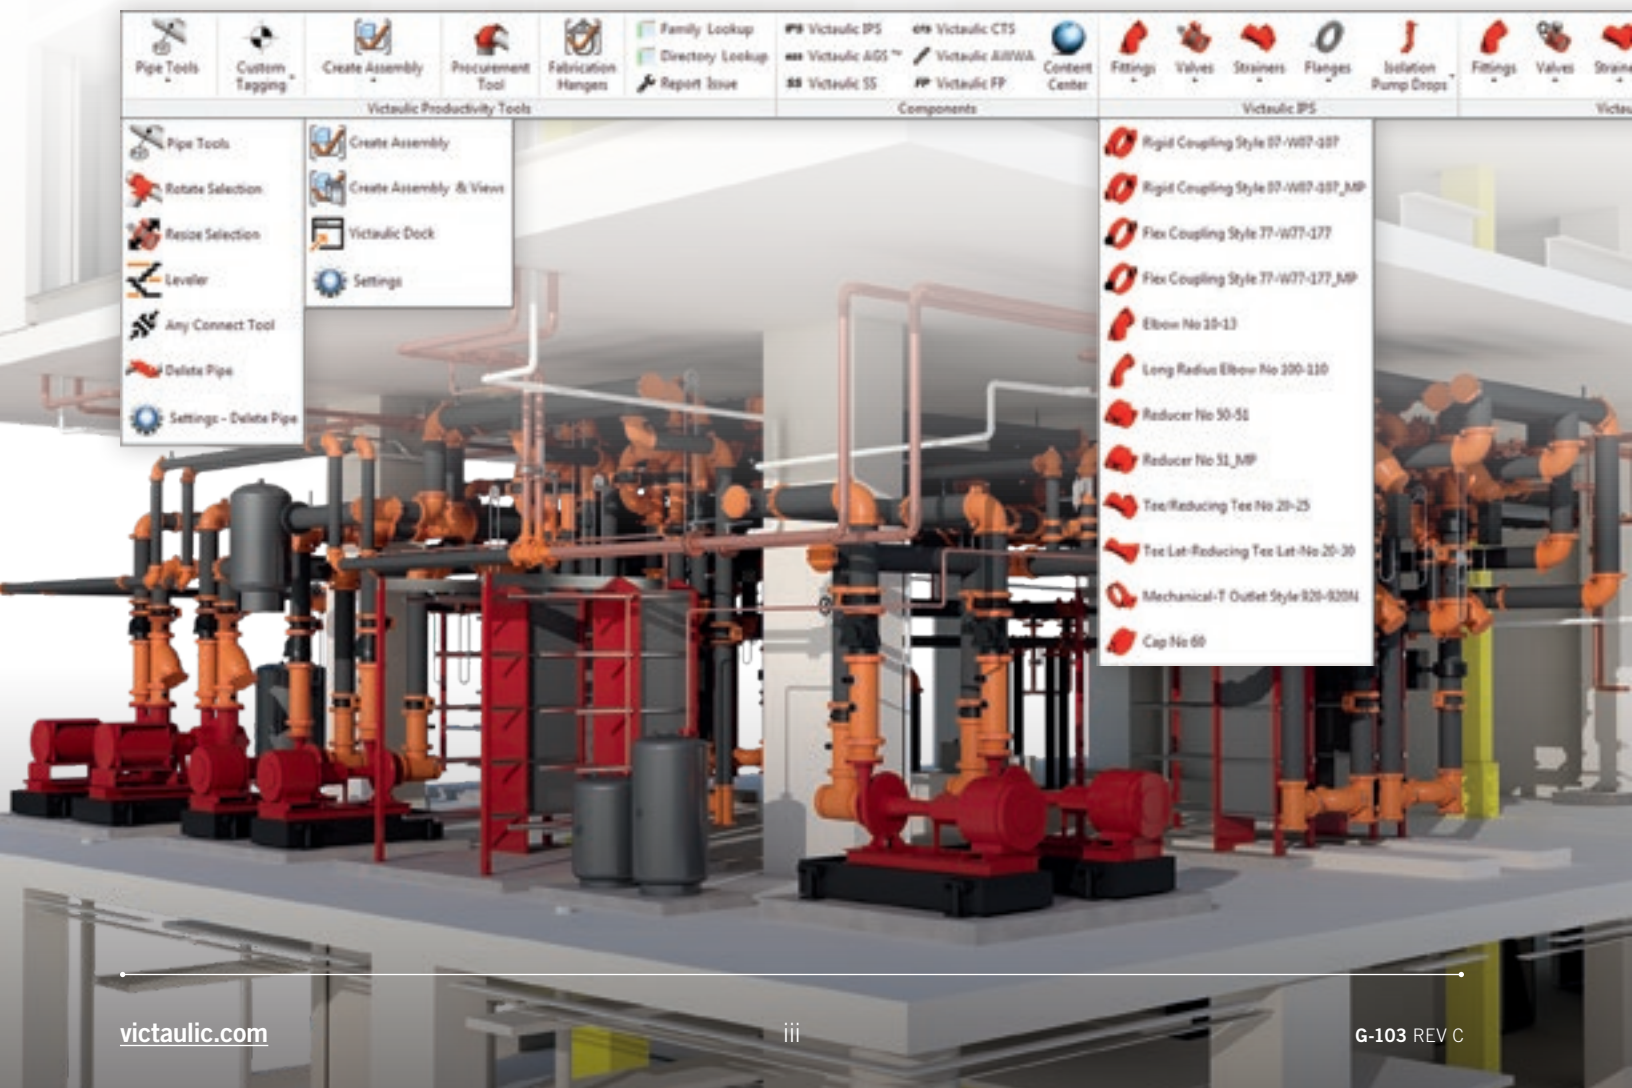 Pipe Tools
Custom
Tagging
Create Assembly
Procurement
Tool
Fabrication
Hangers
Family Lookup
Directory Lookup
Report Issue
Victaulic Productivity Tools
IPS Victaulic IPS
AGS Victaulic AGS™
SS Victaulic SS
CTS Victaulic CTS
Victaulic AWWA
FP Victaulic FP
Content
Center
Components
Fittings
Valves
Strainers
Flanges
Isolation
Pump Drops
Victaulic IPS
Fittings
Valves
Pipe Tools
Rotate Selection
Resize Selection
Leveler
Any Connect Tool
Delete Pipe
Settings - Delete Pipe
Create Assembly
Create Assembly & Views
Victaulic Dock
Settings
Rigid Coupling Style 07-W07-107
Rigid Coupling Style 07-W07-107_MP
Flex Coupling Style 77-W77-177
Flex Coupling Style 77-W77-177_MP
Elbow No 10-13
Long Radius Elbow No 100-110
Reducer No 50-51
Reducer No 51_MP
Tee/Reducing Tee No 20-25
Tee Lat-Reducing Tee Lat-No 20-30
Mechanical-T Outlet Style 920-920N
Cap No 60
victaulic.com
iii
G-103 REV C